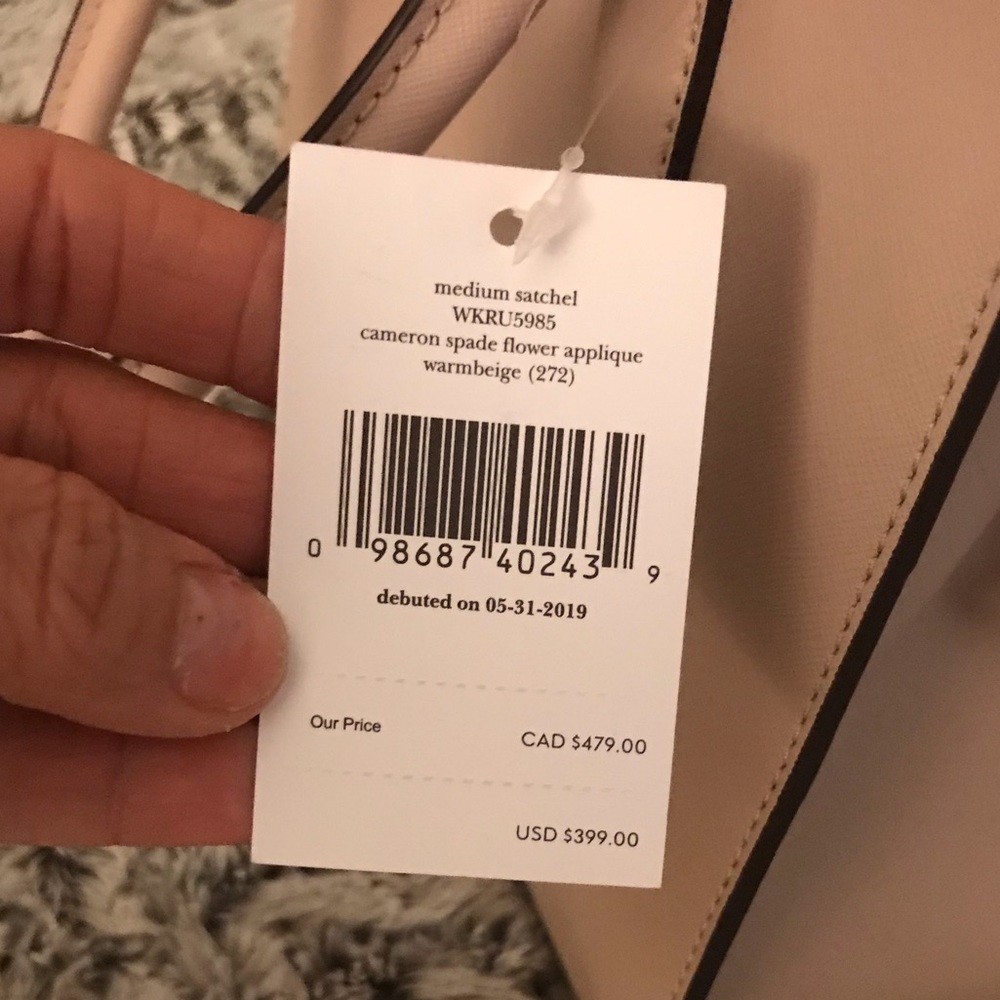 medium satchel
WKRU5985
cameron spade flower applique
warmbeige (272)
0 98687 40243 9
debuted on 05-31-2019
Our Price CAD $479.00
USD $399.00